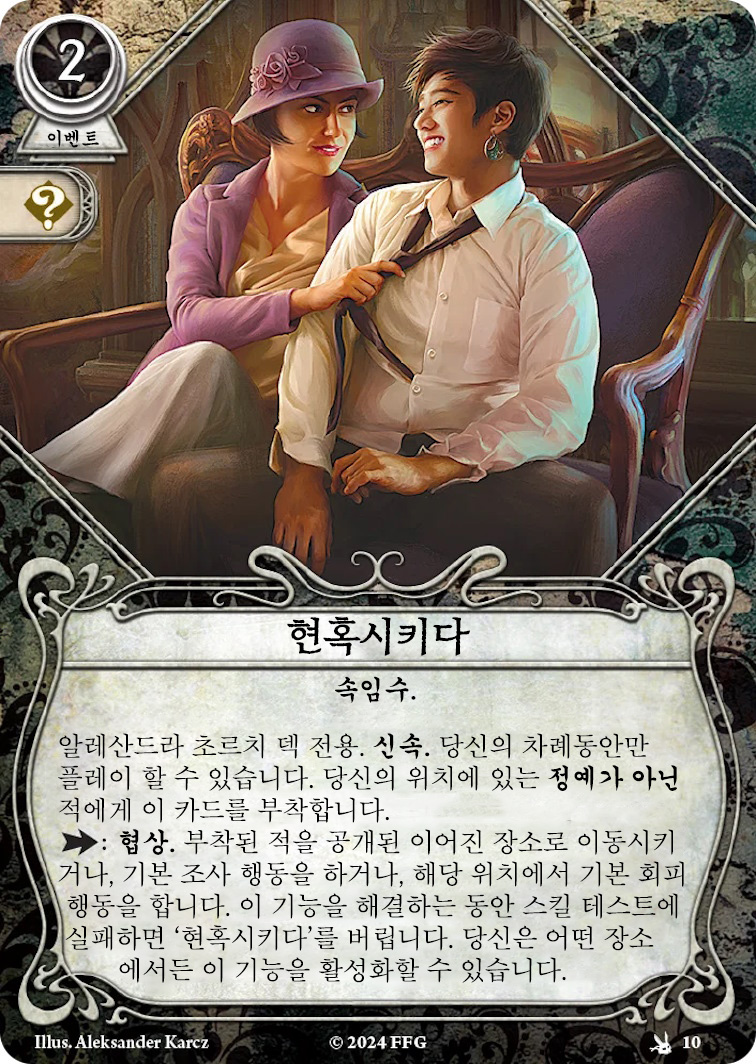 2
이벤트
?
현혹시키다
속임수.
알레산드라 초르치 덱 전용. 신속. 당신의 차례동안만
플레이 할 수 있습니다. 당신의 위치에 있는 정예가 아닌
적에게 이 카드를 부착합니다.
: 협상. 부착된 적을 공개된 이어진 장소로 이동시키
거나, 기본 조사 행동을 하거나, 해당 위치에서 기본 회피
행동을 합니다. 이 기능을 해결하는 동안 스킬 테스트에
실패하면 ‘현혹시키다’를 버립니다. 당신은 어떤 장소
에서든 이 기능을 활성화할 수 있습니다.
Illus. Aleksander Karcz © 2024 FFG 10